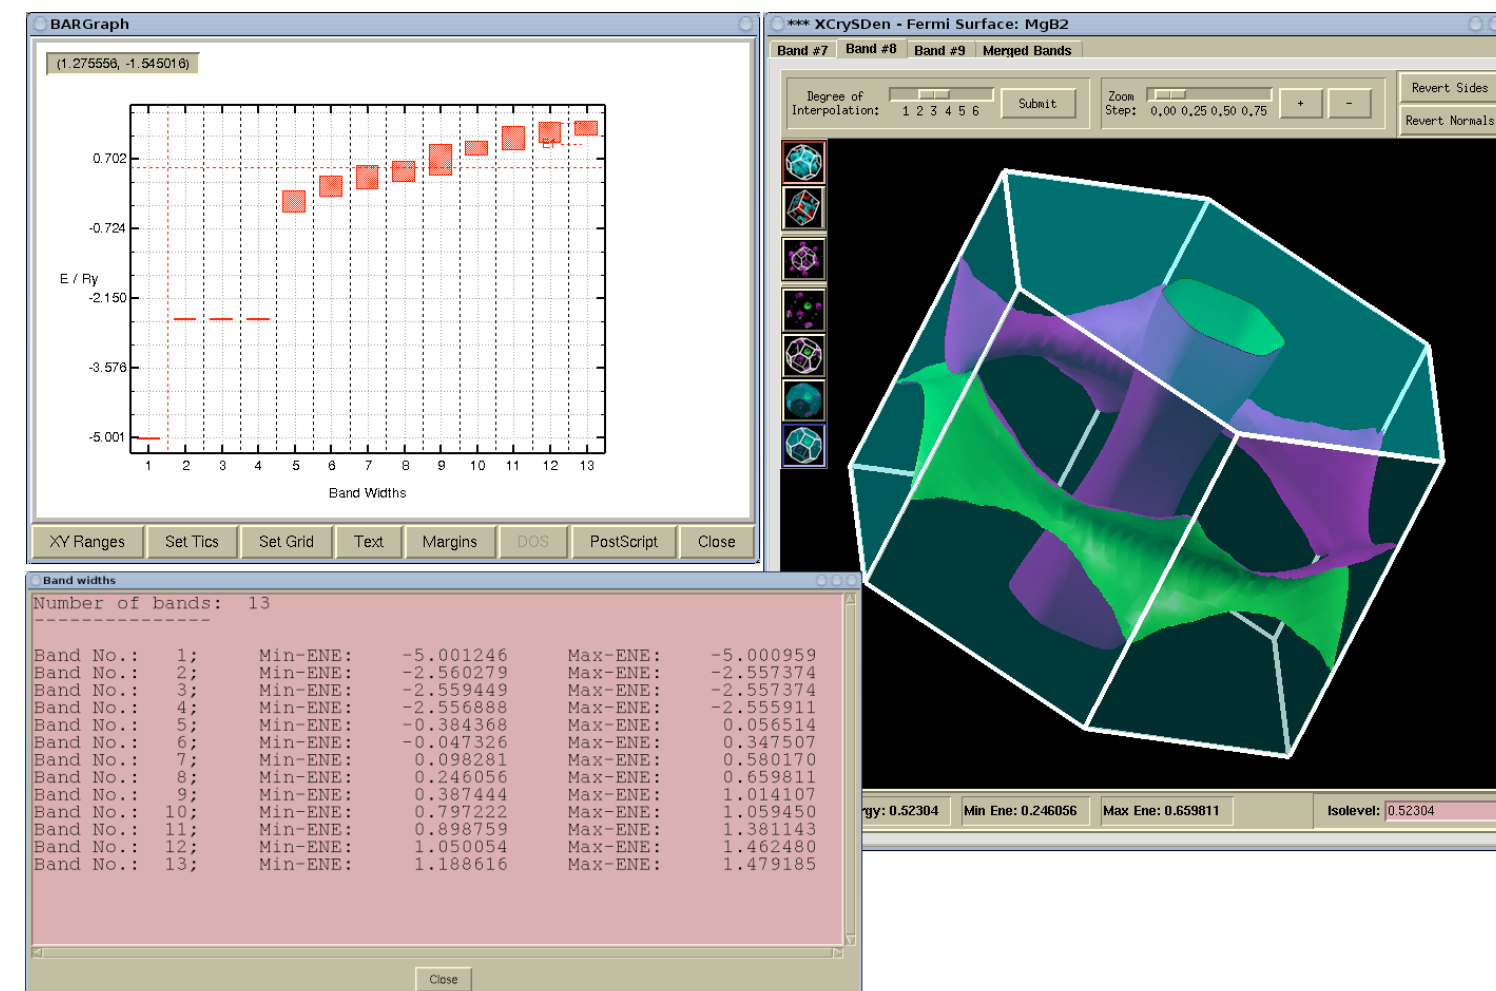 BARGraph
(1.275556, -1.545016)
0.702
-0.724
E / Ry
-2.150
-3.576
-5.001
1 2 3 4 5 6 7 8 9 10 11 12 13
Band Widths
XY Ranges Set Tics Set Grid Text Margins DOS PostScript Close
*** XCrySDen - Fermi Surface: MgB2
Band #7 Band #8 Band #9 Merged Bands
Degree of
Interpolation: 1 2 3 4 5 6 Submit
Zoom
Step: 0,00 0,25 0,50 0,75 + -
Revert Sides
Revert Normals
rgy: 0.52304 Min Ene: 0.246056 Max Ene: 0.659811 Isolevel: 0.52304
Band widths
Number of bands: 13
---------------
Band No.: 1; Min-ENE: -5.001246 Max-ENE: -5.000959
Band No.: 2; Min-ENE: -2.560279 Max-ENE: -2.557374
Band No.: 3; Min-ENE: -2.559449 Max-ENE: -2.557374
Band No.: 4; Min-ENE: -2.556888 Max-ENE: -2.555911
Band No.: 5; Min-ENE: -0.384368 Max-ENE: 0.056514
Band No.: 6; Min-ENE: -0.047326 Max-ENE: 0.347507
Band No.: 7; Min-ENE: 0.098281 Max-ENE: 0.580170
Band No.: 8; Min-ENE: 0.246056 Max-ENE: 0.659811
Band No.: 9; Min-ENE: 0.387444 Max-ENE: 1.014107
Band No.: 10; Min-ENE: 0.797222 Max-ENE: 1.059450
Band No.: 11; Min-ENE: 0.898759 Max-ENE: 1.381143
Band No.: 12; Min-ENE: 1.050054 Max-ENE: 1.462480
Band No.: 13; Min-ENE: 1.188616 Max-ENE: 1.479185
Close